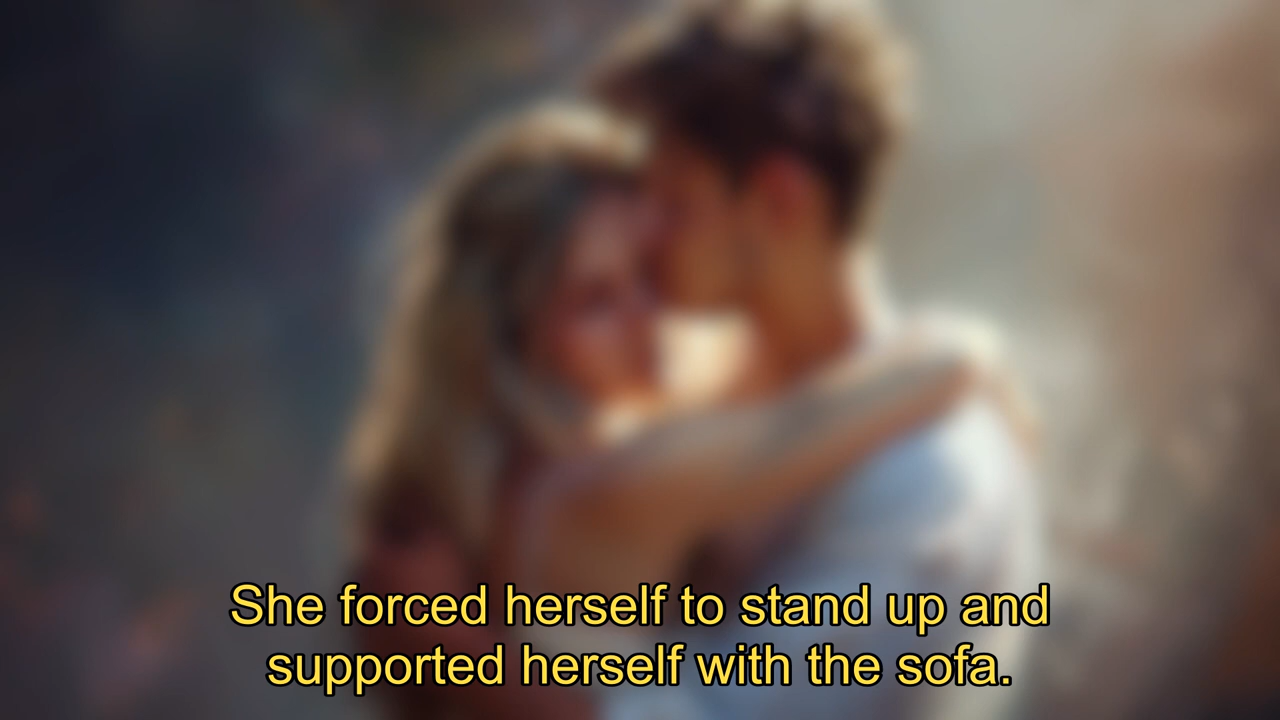 She forced herself to stand up and
supported herself with the sofa.